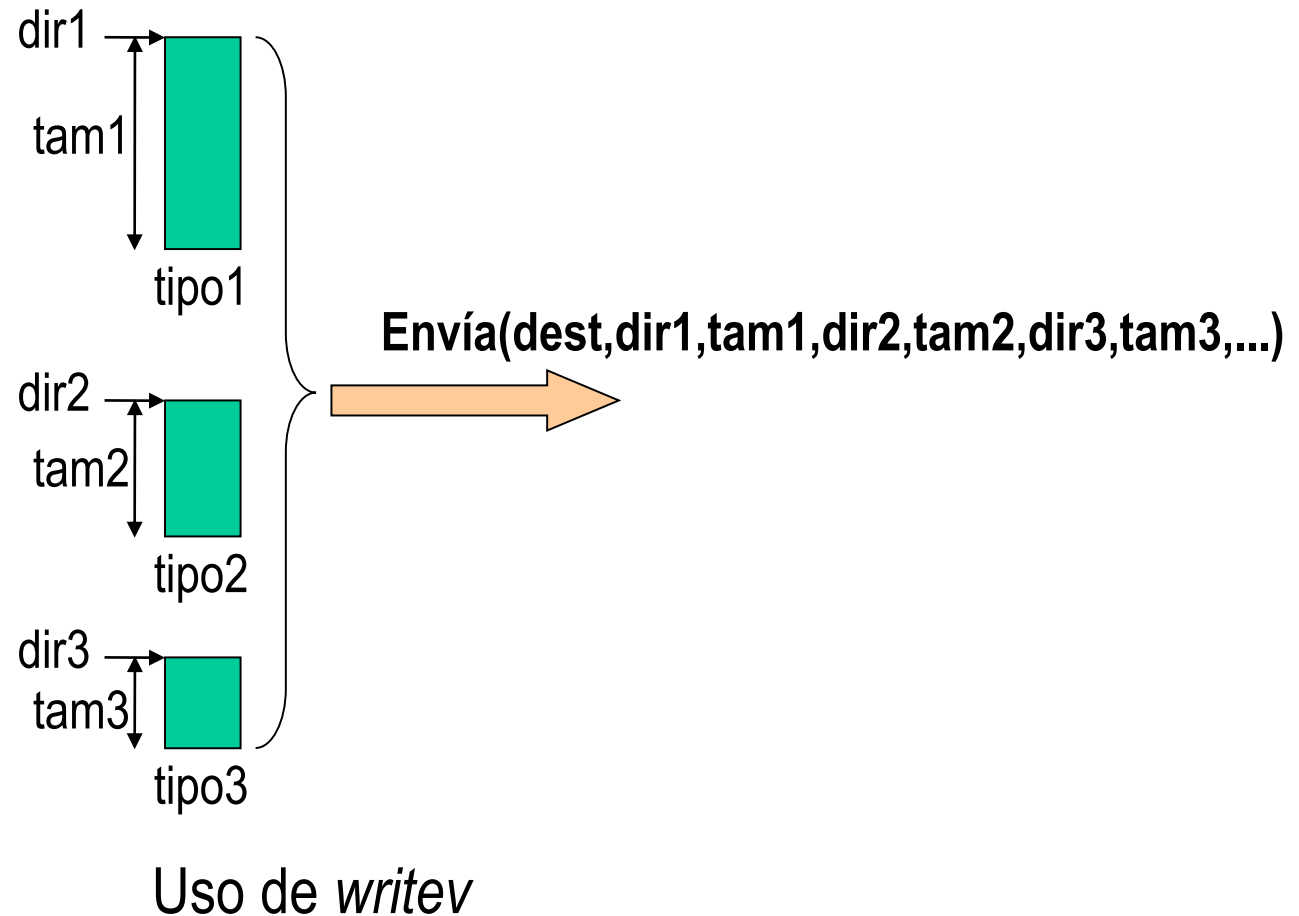 dir1
tam1
tipo1
Envía(dest,dir1,tam1,dir2,tam2,dir3,tam3,...)
dir2
tam2
tipo2
dir3
tam3
tipo3
Uso de writev